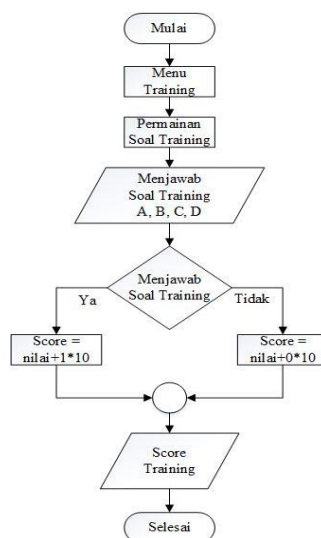 Mulai
Menu
Training
Permainan
Soal Training
Menjawab
Soal Training
A, B, C, D
Menjawab
Soal Training
Ya
Tidak
Score =
nilai+1*10
Score =
nilai+0*10
Score
Training
Selesai